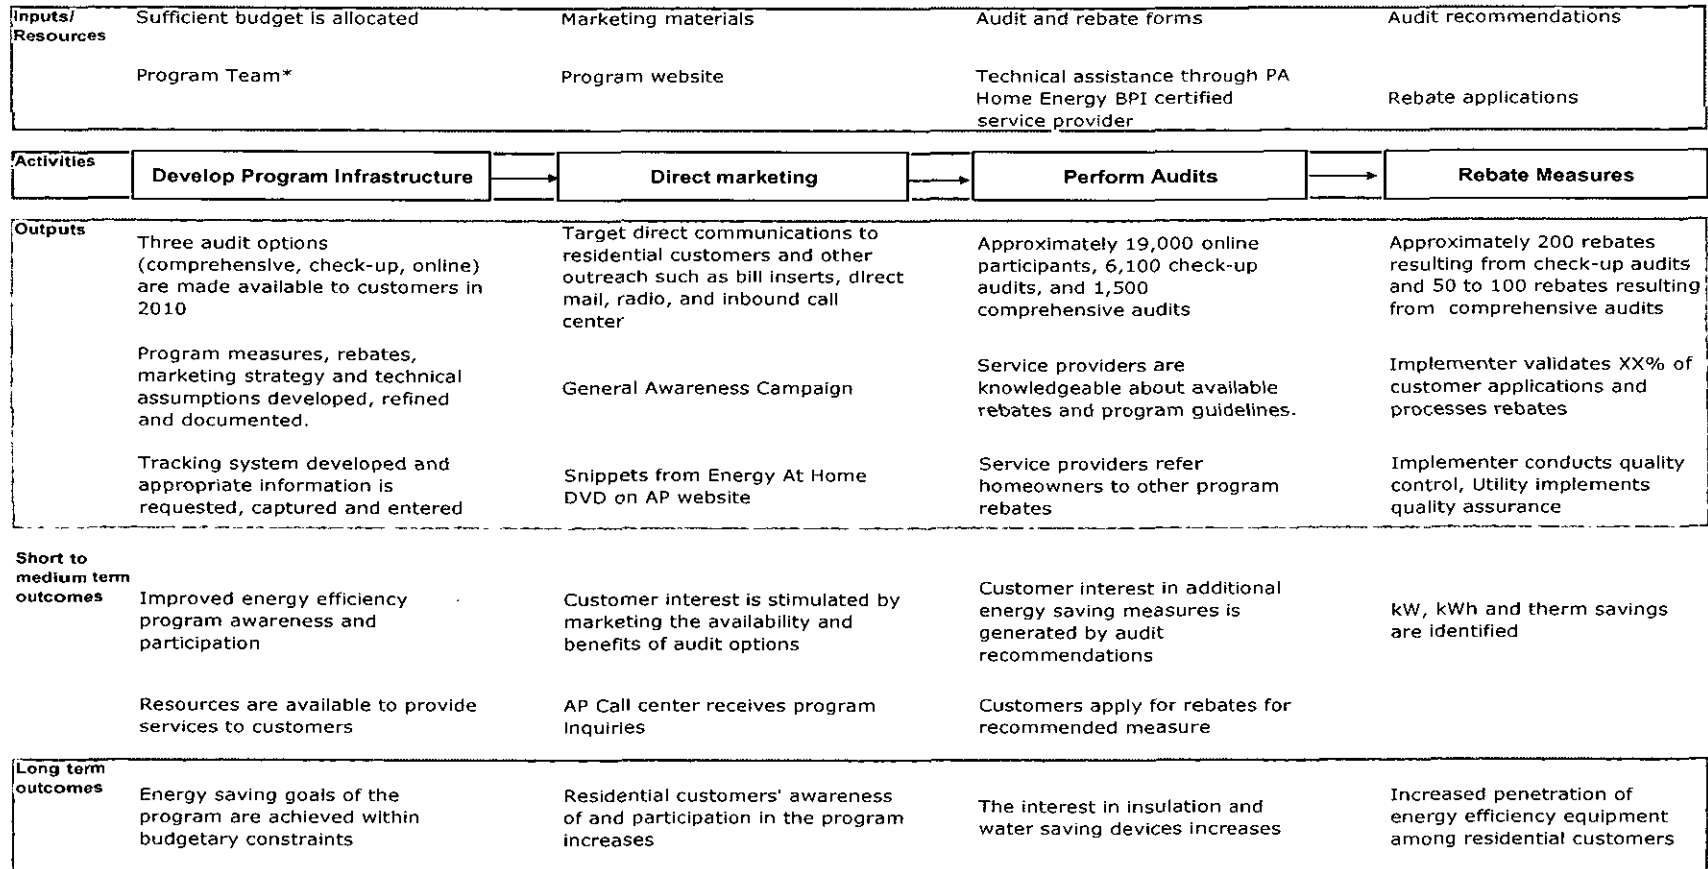 Inputs/
Resources
Sufficient budget is allocated
Marketing materials
Audit and rebate forms
Audit recommendations
Program Team*
Program website
Technical assistance through PA
Home Energy BPI certified
service provider
Rebate applications
Activities
Develop Program Infrastructure
Direct marketing
Perform Audits
Rebate Measures
Outputs
Three audit options
(comprehensive, check-up, online)
are made available to customers in
2010
Target direct communications to
residential customers and other
outreach such as bill inserts, direct
mail, radio, and inbound call
center
Approximately 19,000 online
participants, 6,100 check-up
audits, and 1,500
comprehensive audits
Approximately 200 rebates
resulting from check-up audits
and 50 to 100 rebates resulting
from comprehensive audits
Program measures, rebates,
marketing strategy and technical
assumptions developed, refined
and documented.
General Awareness Campaign
Service providers are
knowledgeable about available
rebates and program guidelines.
Implementer validates XX% of
customer applications and
processes rebates
Tracking system developed and
appropriate information is
requested, captured and entered
Snippets from Energy At Home
DVD on AP website
Service providers refer
homeowners to other program
rebates
Implementer conducts quality
control, Utility implements
quality assurance
Short to
medium term
outcomes
Improved energy efficiency
program awareness and
participation
Customer interest is stimulated by
marketing the availability and
benefits of audit options
Customer interest in additional
energy saving measures is
generated by audit
recommendations
kW, kWh and therm savings
are identified
Resources are available to provide
services to customers
AP Call center receives program
Inquiries
Customers apply for rebates for
recommended measure
Long term
outcomes
Energy saving goals of the
program are achieved within
budgetary constraints
Residential customers' awareness
of and participation in the program
increases
The interest in insulation and
water saving devices increases
Increased penetration of
energy efficiency equipment
among residential customers